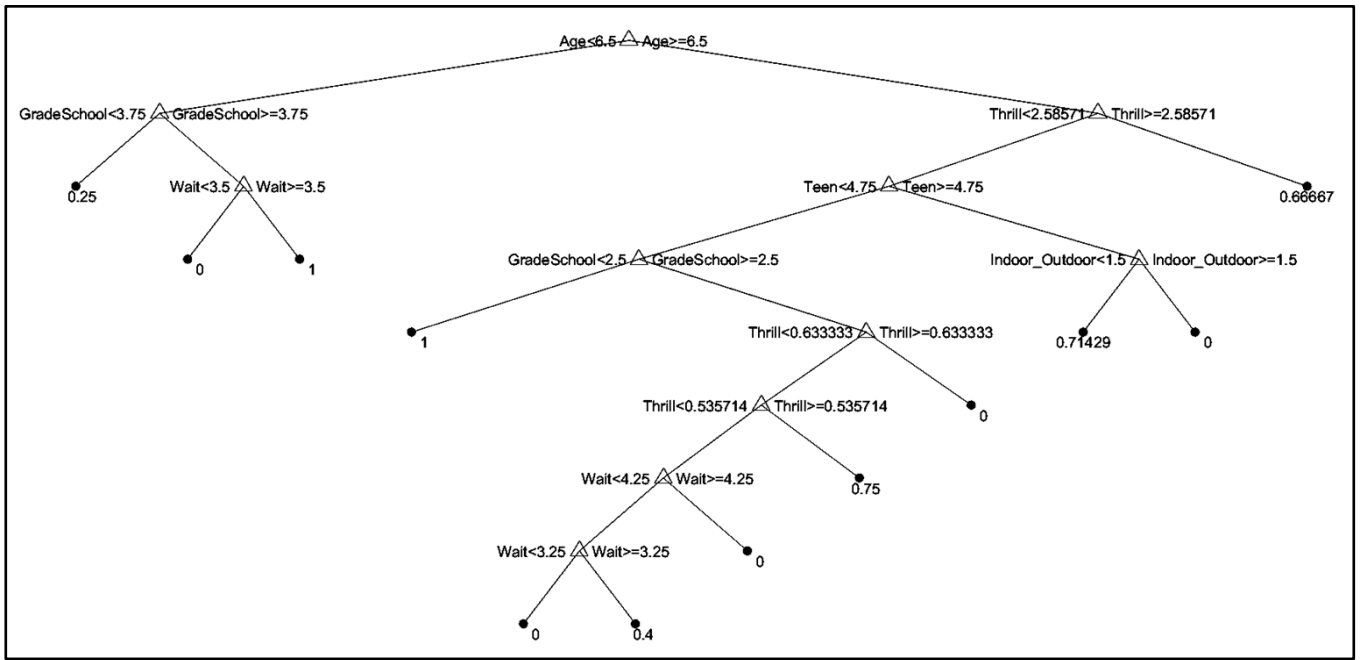 Age<6.5 Age>=6.5
GradeSchool<3.75 GradeSchool>=3.75
Thrill<2.58571 Thrill>=2.58571
0.25
Wait<3.5 Wait>=3.5
Teen<4.75 Teen>=4.75
0.66667
0
1
GradeSchool<2.5 GradeSchool>=2.5
Indoor_Outdoor<1.5 Indoor_Outdoor>=1.5
1
Thrill<0.633333 Thrill>=0.633333
0.71429
0
Thrill<0.535714 Thrill>=0.535714
0
Wait<4.25 Wait>=4.25
0.75
Wait<3.25 Wait>=3.25
0
0
0.4